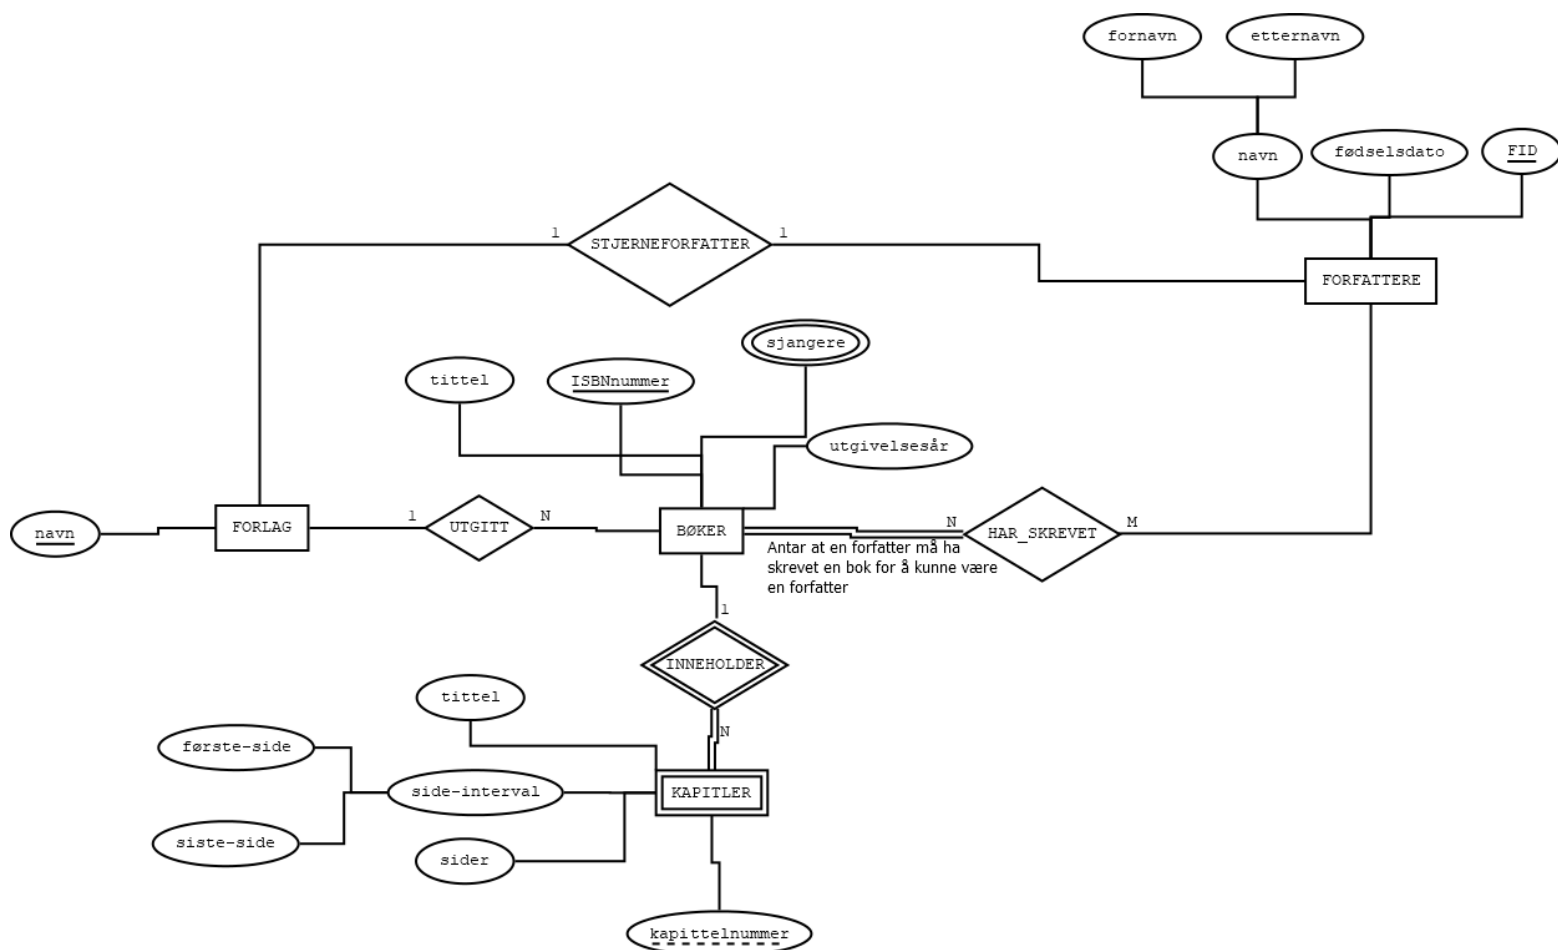 fornavn
etternavn
navn
fødselsdato
FID
1
STJERNEFORFATTER
1
FORFATTERE
sjangere
tittel
ISBNnummer
utgivelsesår
navn
FORLAG
1
UTGITT
N
BØKER
N
HAR_SKREVET
M
Antar at en forfatter må ha
skrevet en bok for å kunne være
en forfatter
1
INNEHOLDER
N
tittel
første-side
side-interval
KAPITLER
siste-side
sider
kapittelnummer